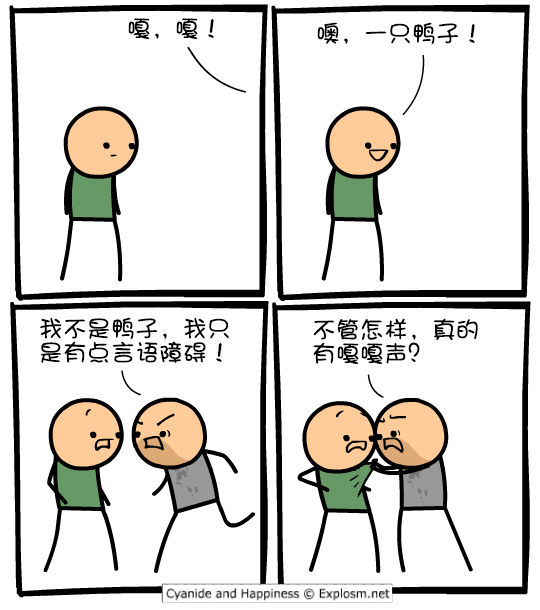 嘎，嘎！
噢，一只鸭子！
我不是鸭子，我只
是有点言语障碍！
不管怎样，真的
有嘎嘎声？
Cyanide and Happiness © Explosm.net